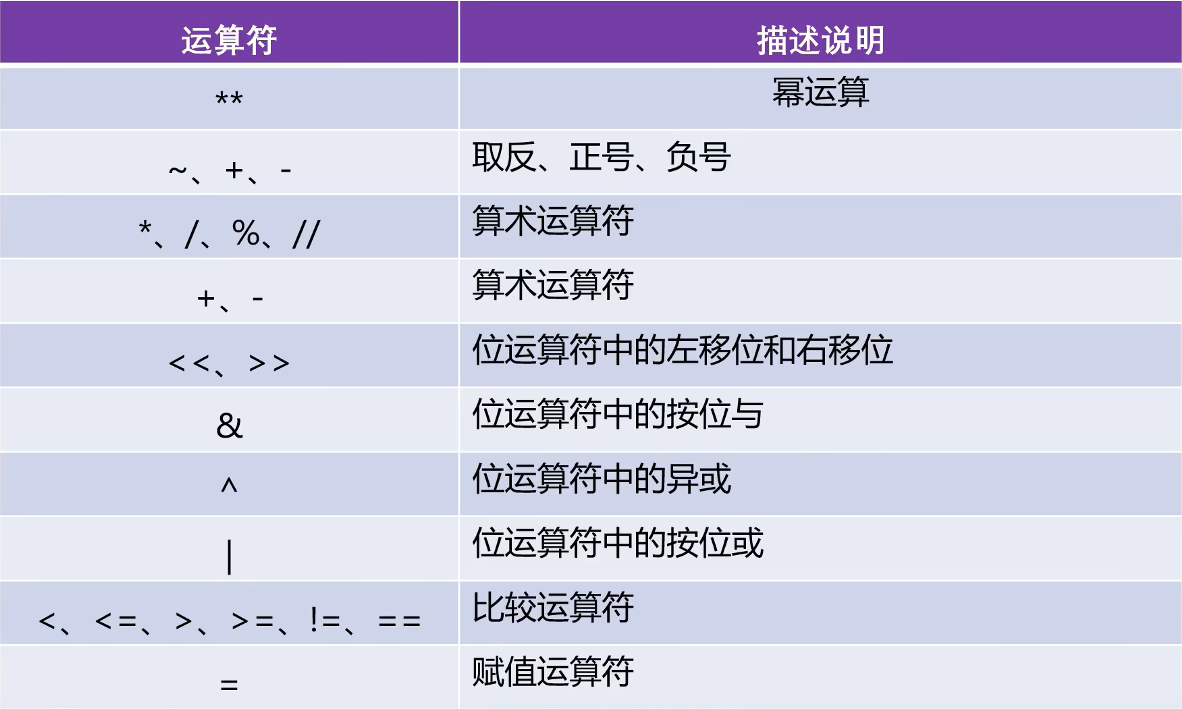 运算符 描述说明
** 幂运算
~、+、- 取反、正号、负号
*、/、%、// 算术运算符
+、- 算术运算符
<<、>> 位运算符中的左移位和右移位
& 位运算符中的按位与
^ 位运算符中的异或
| 位运算符中的按位或
<、<=、>、>=、!=、== 比较运算符
= 赋值运算符